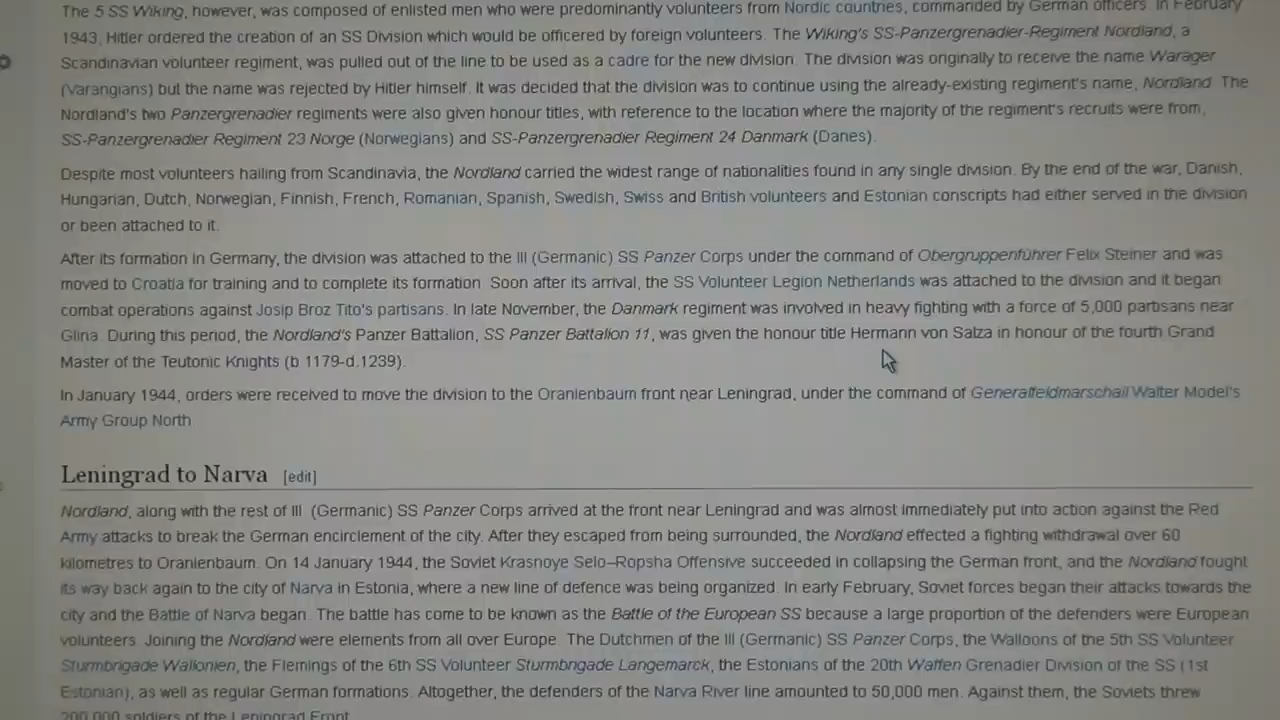 The 5 SS Wiking, however, was composed of enlisted men who were predominantly volunteers from Nordic countries, commanded by German officers. In February
1943, Hitler ordered the creation of an SS Division which would be officered by foreign volunteers. The Wiking's SS-Panzergrenadier-Regiment Nordland, a
Scandinavian volunteer regiment, was pulled out of the line to be used as a cadre for the new division. The division was originally to receive the name Warager
(Varangians) but the name was rejected by Hitler himself. It was decided that the division was to continue using the already-existing regiment's name, Nordland. The
Nordland's two Panzergrenadier regiments were also given honour titles, with reference to the location where the majority of the regiment's recruits were from,
SS-Panzergrenadier Regiment 23 Norge (Norwegians) and SS-Panzergrenadier Regiment 24 Danmark (Danes).
Despite most volunteers hailing from Scandinavia, the Nordland carried the widest range of nationalities found in any single division. By the end of the war, Danish,
Hungarian, Dutch, Norwegian, Finnish, French, Romanian, Spanish, Swedish, Swiss and British volunteers and Estonian conscripts had either served in the division
or been attached to it.
After its formation in Germany, the division was attached to the III (Germanic) SS Panzer Corps under the command of Obergruppenführer Felix Steiner and was
moved to Croatia for training and to complete its formation. Soon after its arrival, the SS Volunteer Legion Netherlands was attached to the division and it began
combat operations against Josip Broz Tito's partisans. In late November, the Danmark regiment was involved in heavy fighting with a force of 5,000 partisans near
Glina. During this period, the Nordland's Panzer Battalion, SS Panzer Battalion 11, was given the honour title Hermann von Salza in honour of the fourth Grand
Master of the Teutonic Knights (b 1179-d.1239).
In January 1944, orders were received to move the division to the Oranienbaum front near Leningrad, under the command of Generalfeldmarschall Walter Model's
Army Group North
Leningrad to Narva [edit]
Nordland, along with the rest of III (Germanic) SS Panzer Corps arrived at the front near Leningrad and was almost immediately put into action against the Red
Army attacks to break the German encirclement of the city. After they escaped from being surrounded, the Nordland effected a fighting withdrawal over 60
kilometres to Oranienbaum. On 14 January 1944, the Soviet Krasnoye Selo–Ropsha Offensive succeeded in collapsing the German front, and the Nordland fought
its way back again to the city of Narva in Estonia, where a new line of defence was being organized. In early February, Soviet forces began their attacks towards the
city and the Battle of Narva began. The battle has come to be known as the Battle of the European SS because a large proportion of the defenders were European
volunteers. Joining the Nordland were elements from all over Europe. The Dutchmen of the III (Germanic) SS Panzer Corps, the Walloons of the 5th SS Volunteer
Sturmbrigade Wallonien, the Flemings of the 6th SS Volunteer Sturmbrigade Langemarck, the Estonians of the 20th Waffen Grenadier Division of the SS (1st
Estonian), as well as regular German formations. Altogether, the defenders of the Narva River line amounted to 50,000 men. Against them, the Soviets threw
200,000 soldiers of the Leningrad Front